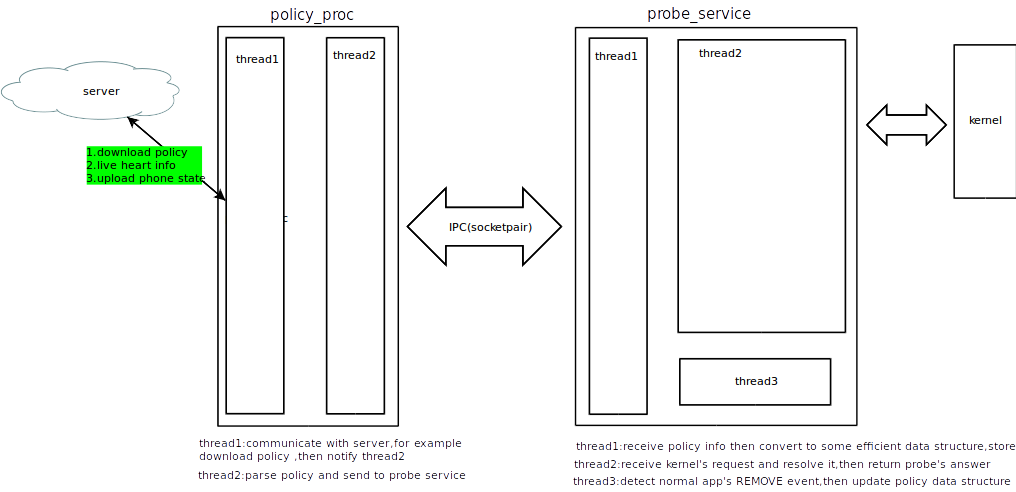 policy_proc
probe_service
thread1
thread2
thread1
thread2
server
kernel
1.download policy
2.live heart info
3.upload phone state
IPC(socketpair)
thread3
thread1:communicate with server,for example
download policy ,then notify thread2
thread2:parse policy and send to probe service
thread1:receive policy info then convert to some efficient data structure,store
thread2:receive kernel's request and resolve it,then return probe's answer
thread3:detect normal app's REMOVE event,then update policy data structure